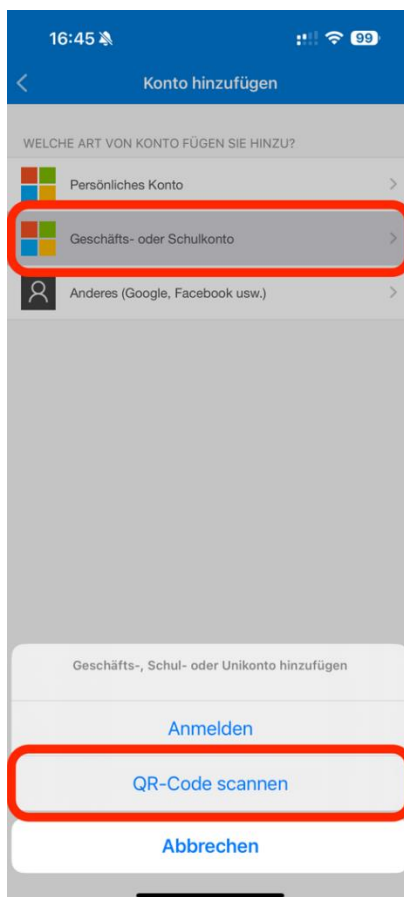 16:45
99
Konto hinzufügen
WELCHE ART VON KONTO FÜGEN SIE HINZU?
Persönliches Konto
Geschäfts- oder Schulkonto
Anderes (Google, Facebook usw.)
Geschäfts-, Schul- oder Unikonto hinzufügen
Anmelden
QR-Code scannen
Abbrechen